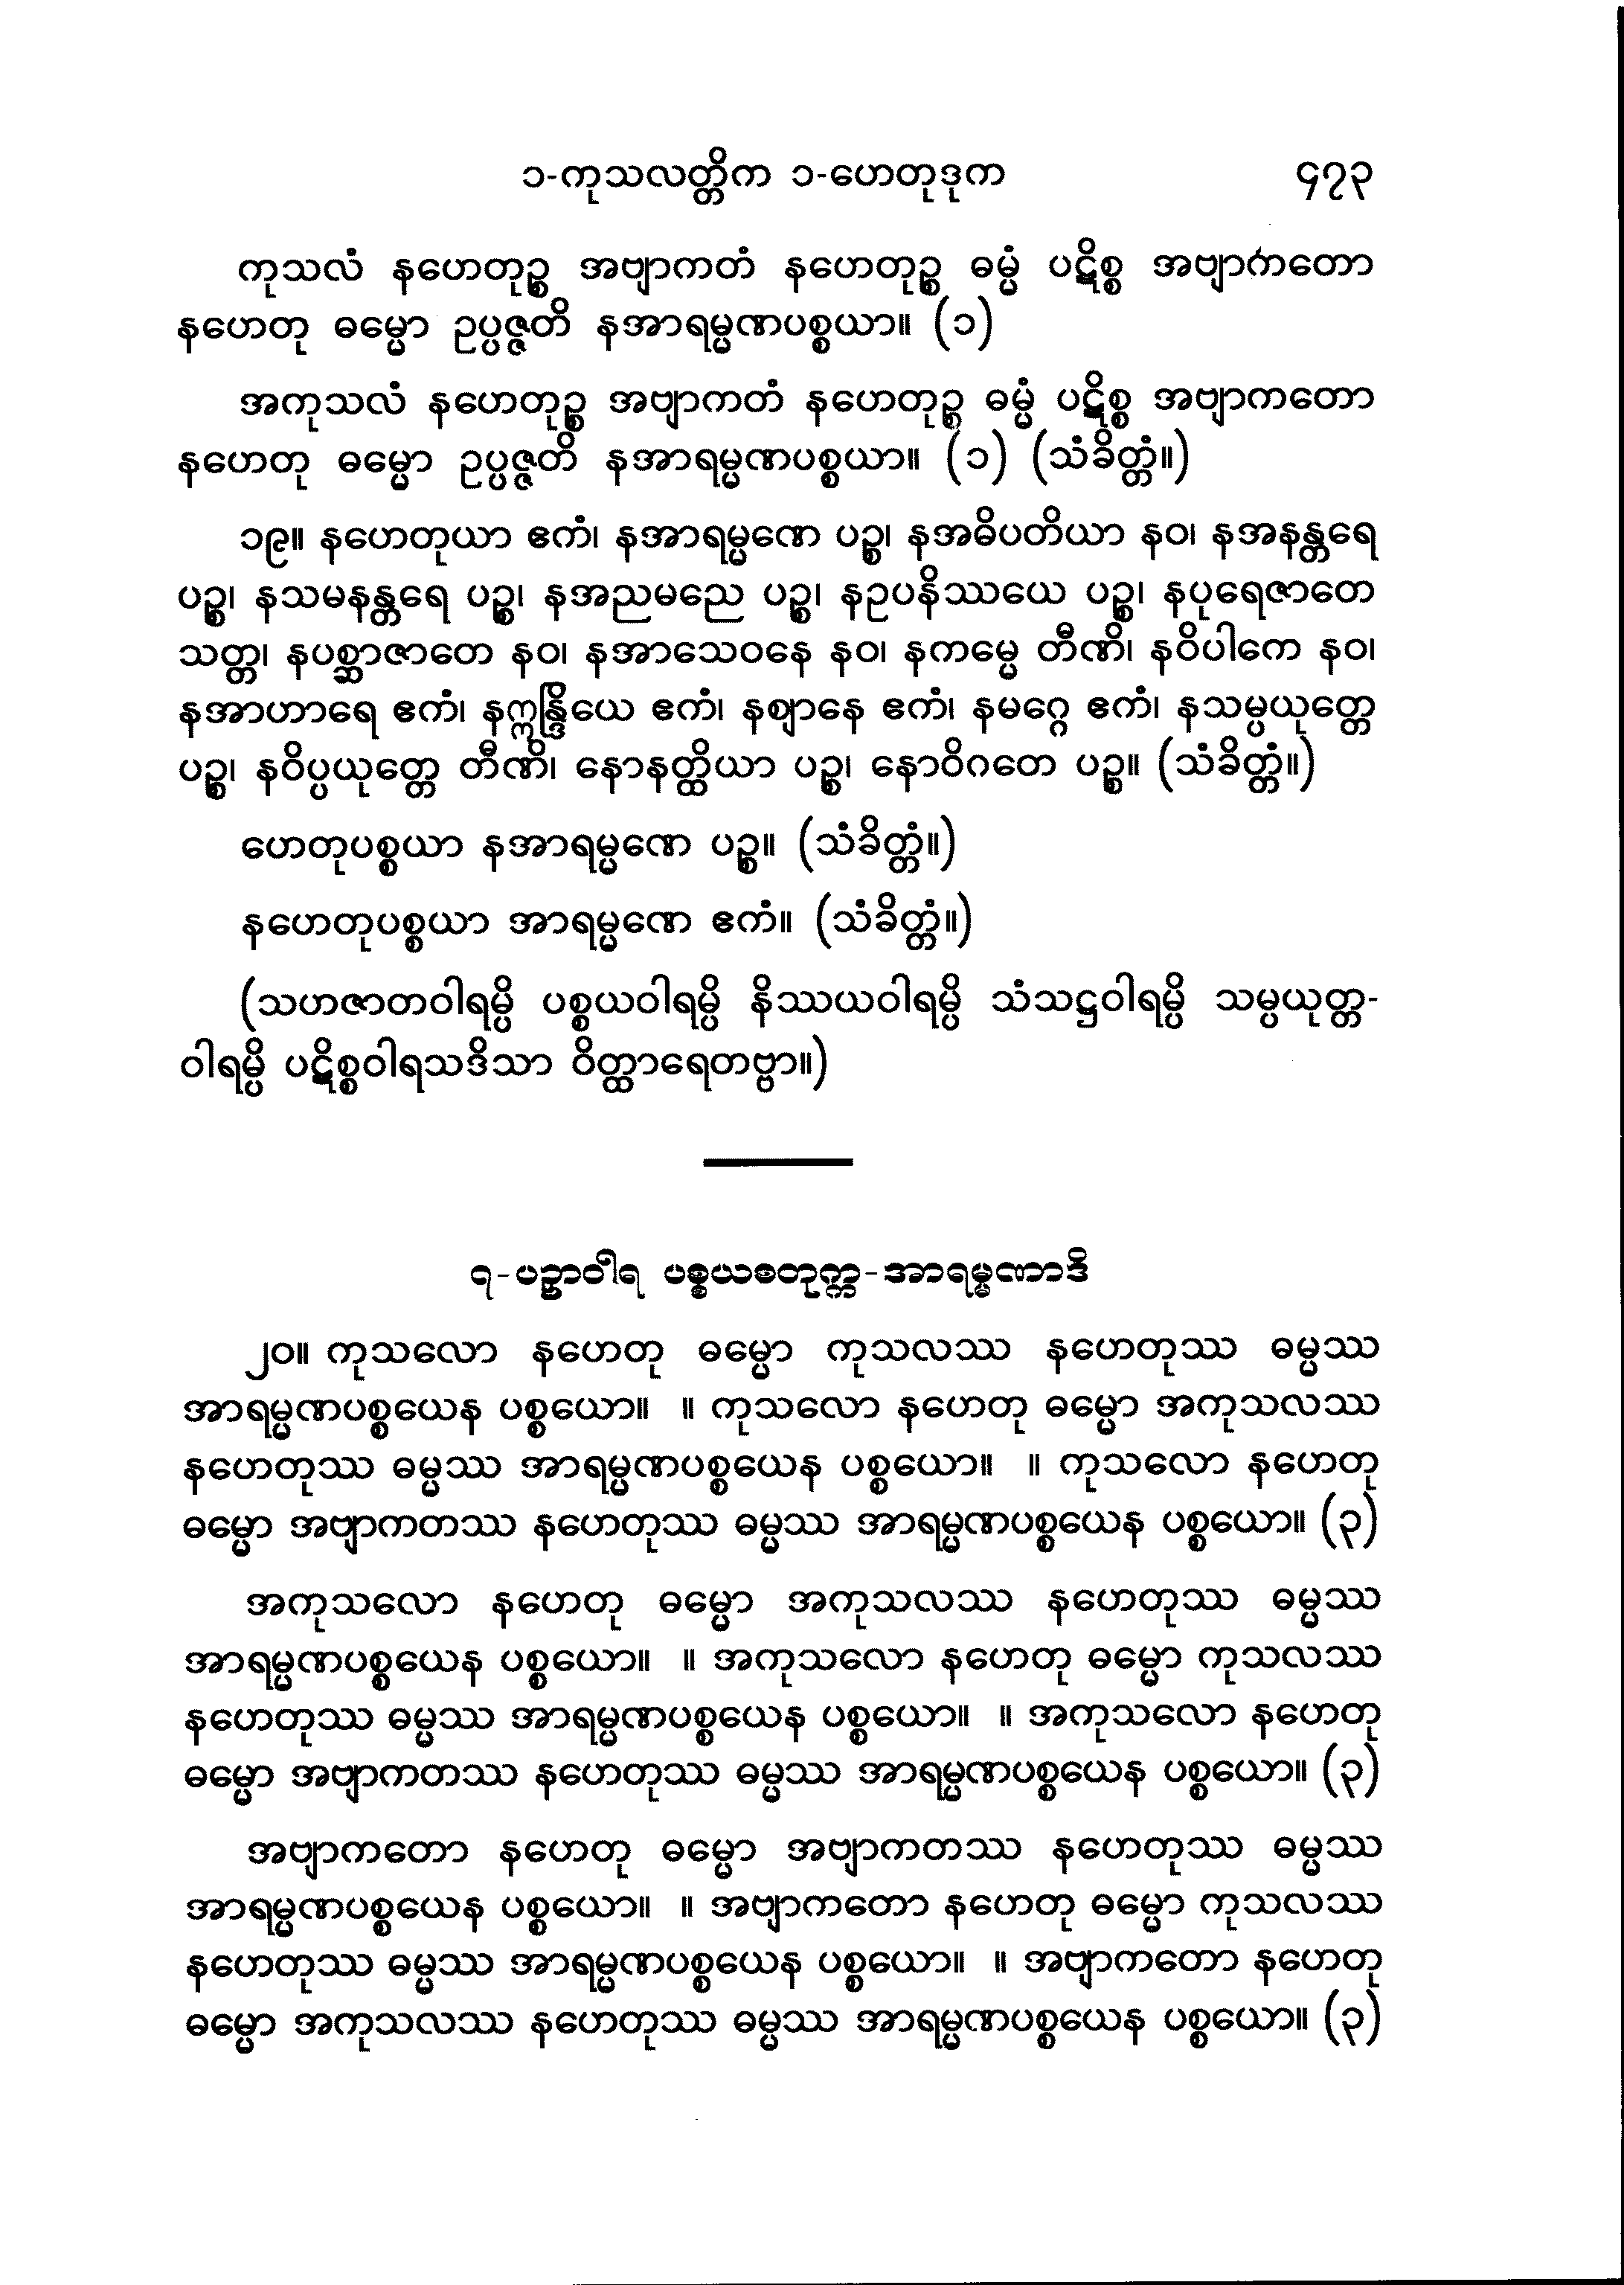 ၁-ကုသလတ္တိက ၁-ဟေတုဒုက ၄၇၃
ကုသလံ နဟေတုဉ္စ အဗျာကတံ နဟေတုဉ္စ ဓမ္မံ ပဋိစ္စ အဗျာကတော
နဟေတု ဓမ္မော ဥပ္ပဇ္ဇတိ နအာရမ္မဏပစ္စယာ။ (၁)
အကုသလံ နဟေတုဉ္စ အဗျာကတံ နဟေတုဉ္စ ဓမ္မံ ပဋိစ္စ အဗျာကတော
နဟေတု ဓမ္မော ဥပ္ပဇ္ဇတိ နအာရမ္မဏပစ္စယာ။ (၁) (သံခိတ္တံ။)
၁၉။ နဟေတုယာ ဧကံ၊ နအာရမ္မဏေ ပဉ္စ၊ နအဓိပတိယာ နဝ၊ နအနန္တရေ
ပဉ္စ၊ နသမနန္တရေ ပဉ္စ၊ နအညမညေ ပဉ္စ၊ နဥပနိဿယေ ပဉ္စ၊ နပုရေဇာတေ
သတ္တ၊ နပစ္ဆာဇာတေ နဝ၊ နအာသေဝနေ နဝ၊ နကမ္မေ တီဏိ၊ နဝိပါကေ နဝ၊
နအာဟာရေ ဧကံ၊ နဣန္ဒြိယေ ဧကံ၊ နဈာနေ ဧကံ၊ နမဂ္ဂေ ဧကံ၊ နသမ္ပယုတ္တေ
ပဉ္စ၊ နဝိပ္ပယုတ္တေ တီဏိ၊ နောနတ္ထိယာ ပဉ္စ၊ နောဝိဂတေ ပဉ္စ။ (သံခိတ္တံ။)
ဟေတုပစ္စယာ နအာရမ္မဏေ ပဉ္စ။ (သံခိတ္တံ။)
နဟေတုပစ္စယာ အာရမ္မဏေ ဧကံ။ (သံခိတ္တံ။)
(သဟဇာတဝါရမ္ပိ ပစ္စယဝါရမ္ပိ နိဿယဝါရမ္ပိ သံသဋ္ဌဝါရမ္ပိ သမ္ပယုတ္တ-
ဝါရမ္ပိ ပဋိစ္စဝါရသဒိသာ ဝိတ္ထာရေတဗ္ဗာ။)
၇-ပဉှာဝါရ ပစ္စယစတုက္က-အာရမ္မဏာဒိ
၂၀။ ကုသလော နဟေတု ဓမ္မော ကုသလဿ နဟေတုဿ ဓမ္မဿ
အာရမ္မဏပစ္စယေန ပစ္စယော။ ။ ကုသလော နဟေတု ဓမ္မော အကုသလဿ
နဟေတုဿ ဓမ္မဿ အာရမ္မဏပစ္စယေန ပစ္စယော။ ။ ကုသလော နဟေတု
ဓမ္မော အဗျာကတဿ နဟေတုဿ ဓမ္မဿ အာရမ္မဏပစ္စယေန ပစ္စယော။ (၃)
အကုသလော နဟေတု ဓမ္မော အကုသလဿ နဟေတုဿ ဓမ္မဿ
အာရမ္မဏပစ္စယေန ပစ္စယော။ ။ အကုသလော နဟေတု ဓမ္မော ကုသလဿ
နဟေတုဿ ဓမ္မဿ အာရမ္မဏပစ္စယေန ပစ္စယော။ ။ အကုသလော နဟေတု
ဓမ္မော အဗျာကတဿ နဟေတုဿ ဓမ္မဿ အာရမ္မဏပစ္စယေန ပစ္စယော။ (၃)
အဗျာကတော နဟေတု ဓမ္မော အဗျာကတဿ နဟေတုဿ ဓမ္မဿ
အာရမ္မဏပစ္စယေန ပစ္စယော။ ။ အဗျာကတော နဟေတု ဓမ္မော ကုသလဿ
နဟေတုဿ ဓမ္မဿ အာရမ္မဏပစ္စယေန ပစ္စယော။ ။ အဗျာကတော နဟေတု
ဓမ္မော အကုသလဿ နဟေတုဿ ဓမ္မဿ အာရမ္မဏပစ္စယေန ပစ္စယော။ (၃)